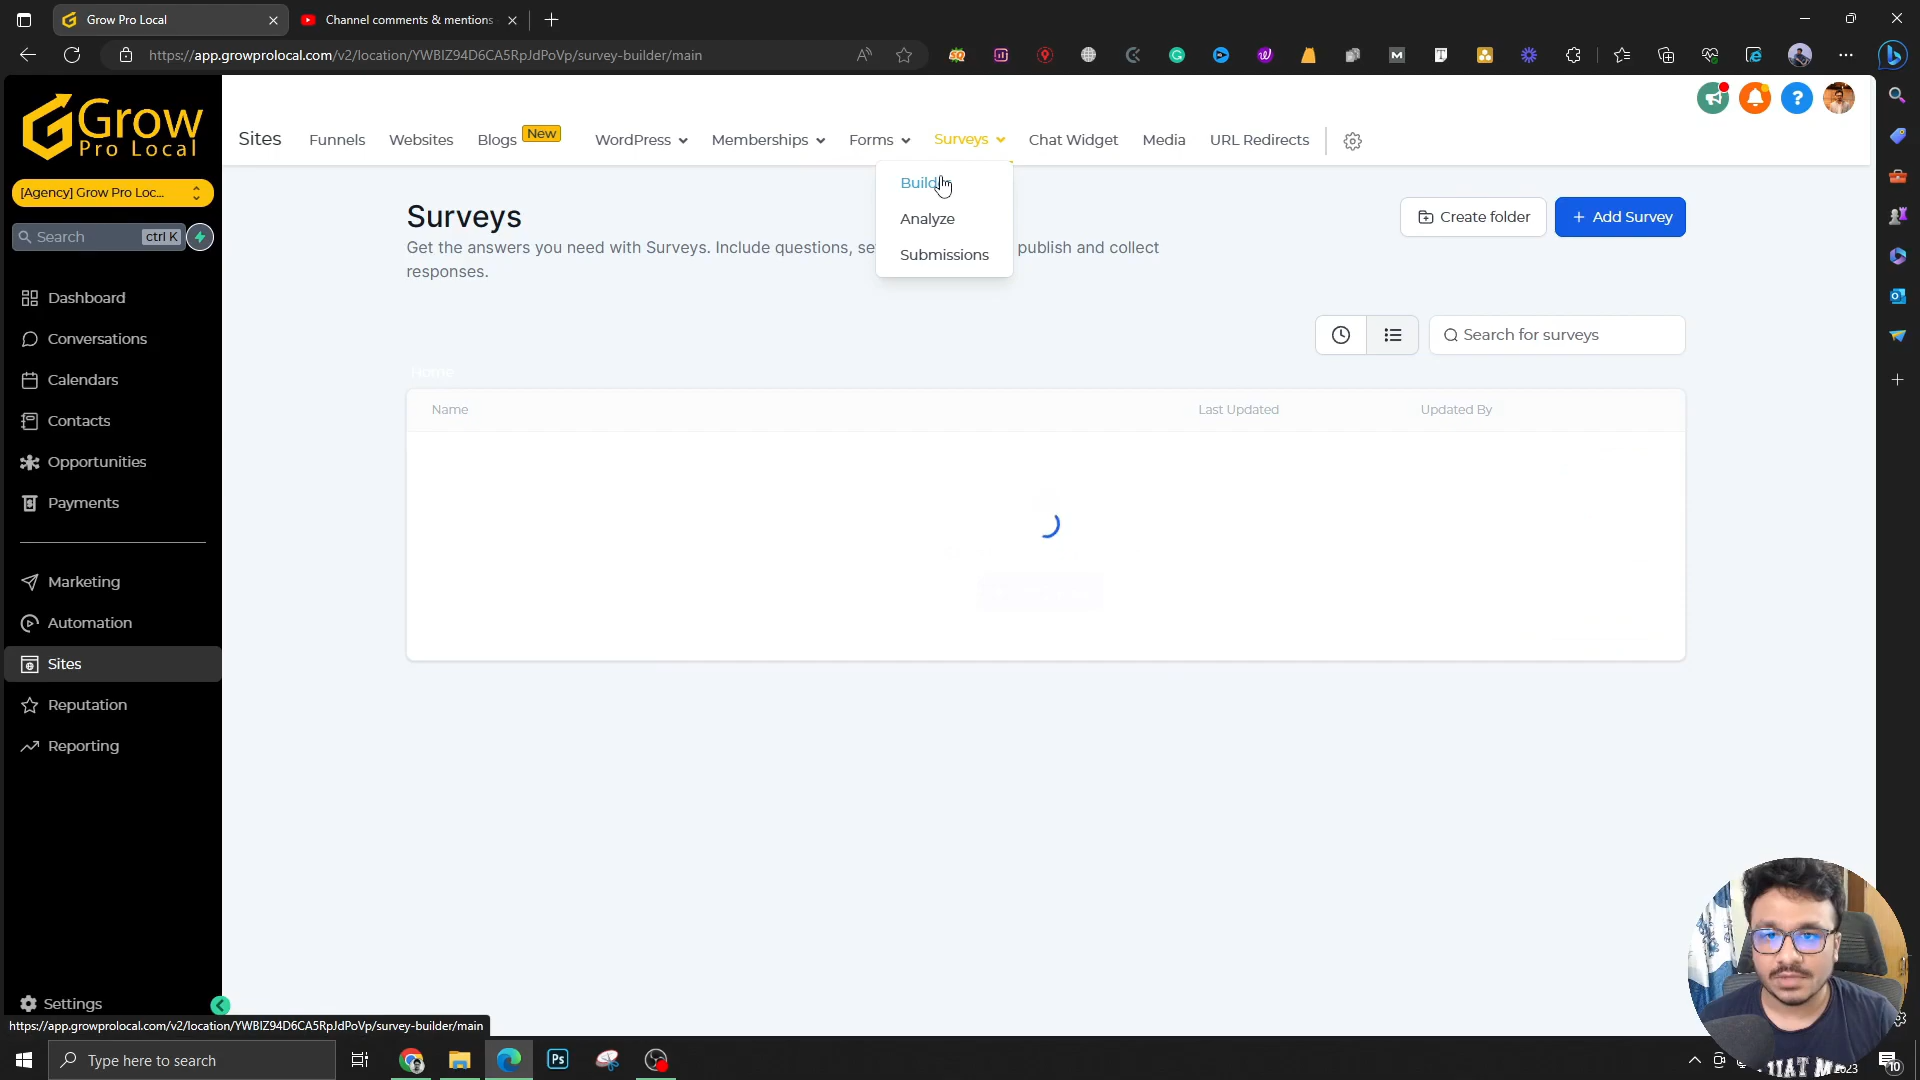 Grow Pro Local
Channel comments & mentions
https://app.growprolocal.com/v2/location/YWBIZ94D6CA5RpJdPoVp/survey-builder/main
Grow
Pro Local
[Agency] Grow Pro Loc...
Search
ctrl K
Dashboard
Conversations
Calendars
Contacts
Opportunities
Payments
Marketing
Automation
Sites
Reputation
Reporting
Settings
Sites
Funnels
Websites
Blogs
New
WordPress
Memberships
Forms
Surveys
Chat Widget
Media
URL Redirects
Analyze
Submissions
Surveys
Get the answers you need with Surveys. Include questions, publish and collect
responses.
Create folder
+ Add Survey
Search for surveys
Home
Name
Last Updated
Updated By
https://app.growprolocal.com/v2/location/YWBIZ94D6CA5RpJdPoVp/survey-builder/main
Type here to search
Ps
2023
10